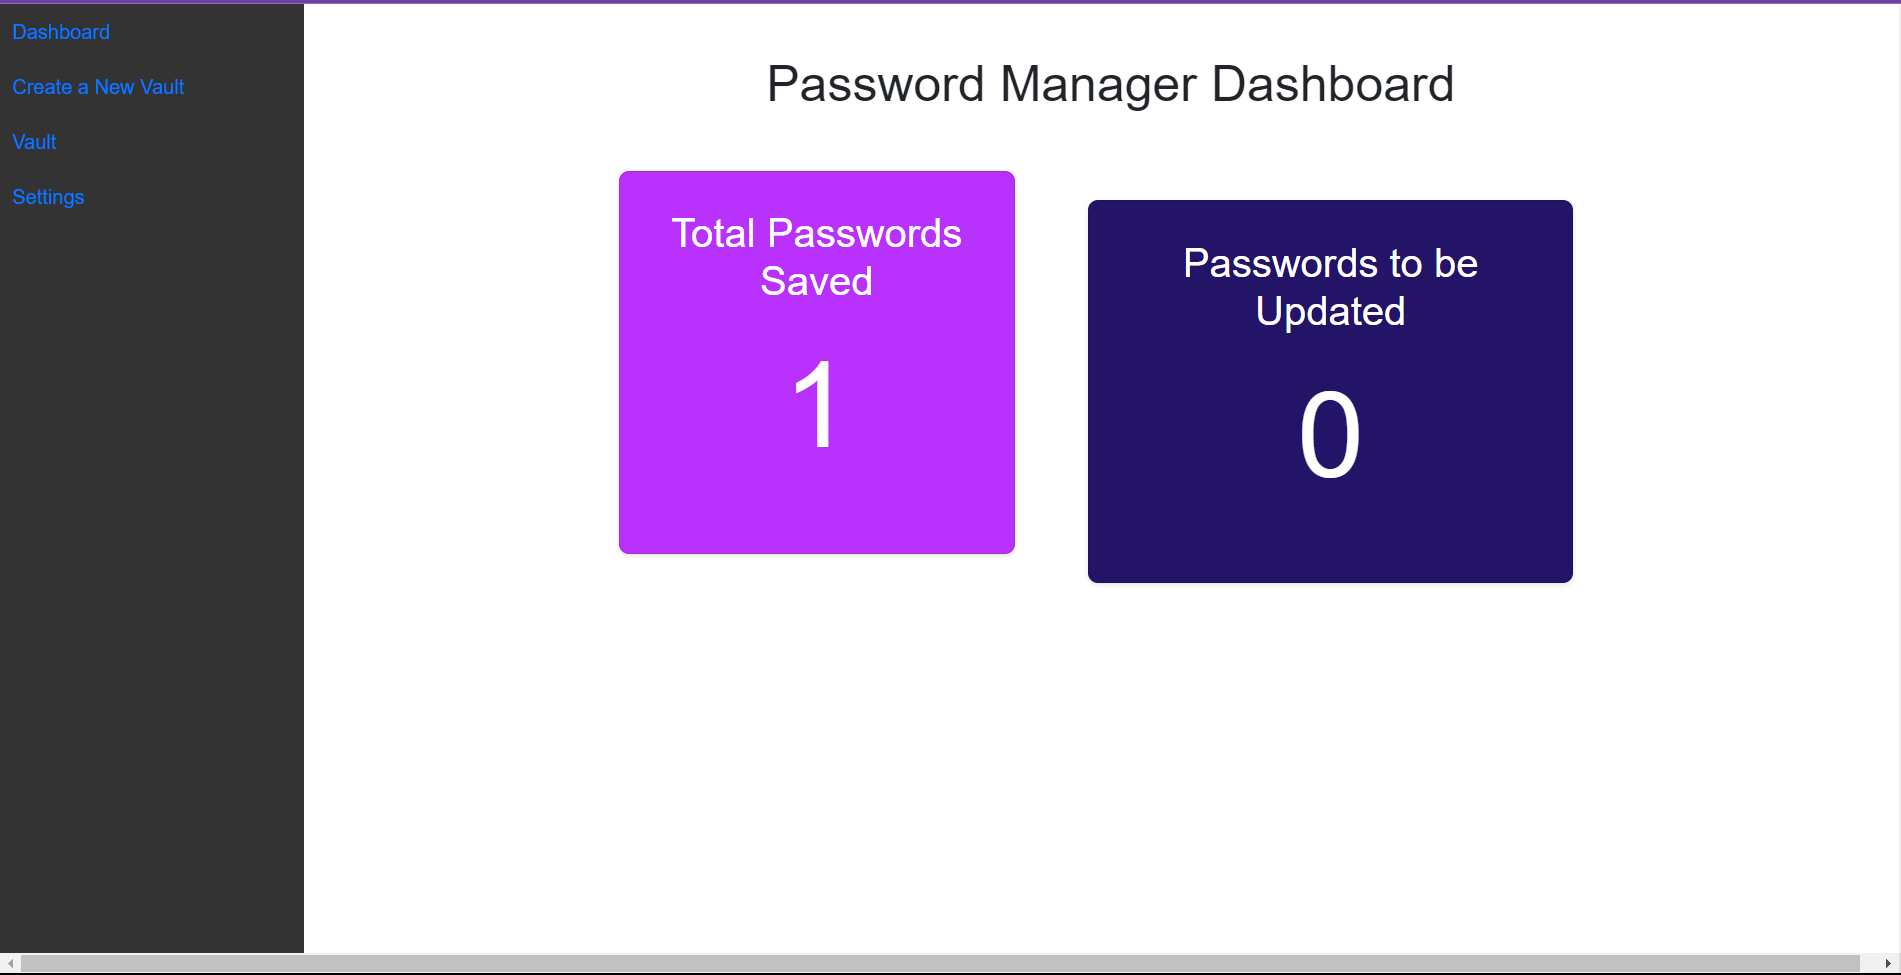 Dashboard
Create a New Vault
Vault
Settings
Password Manager Dashboard
Total Passwords
Saved
1
Passwords to be
Updated
0